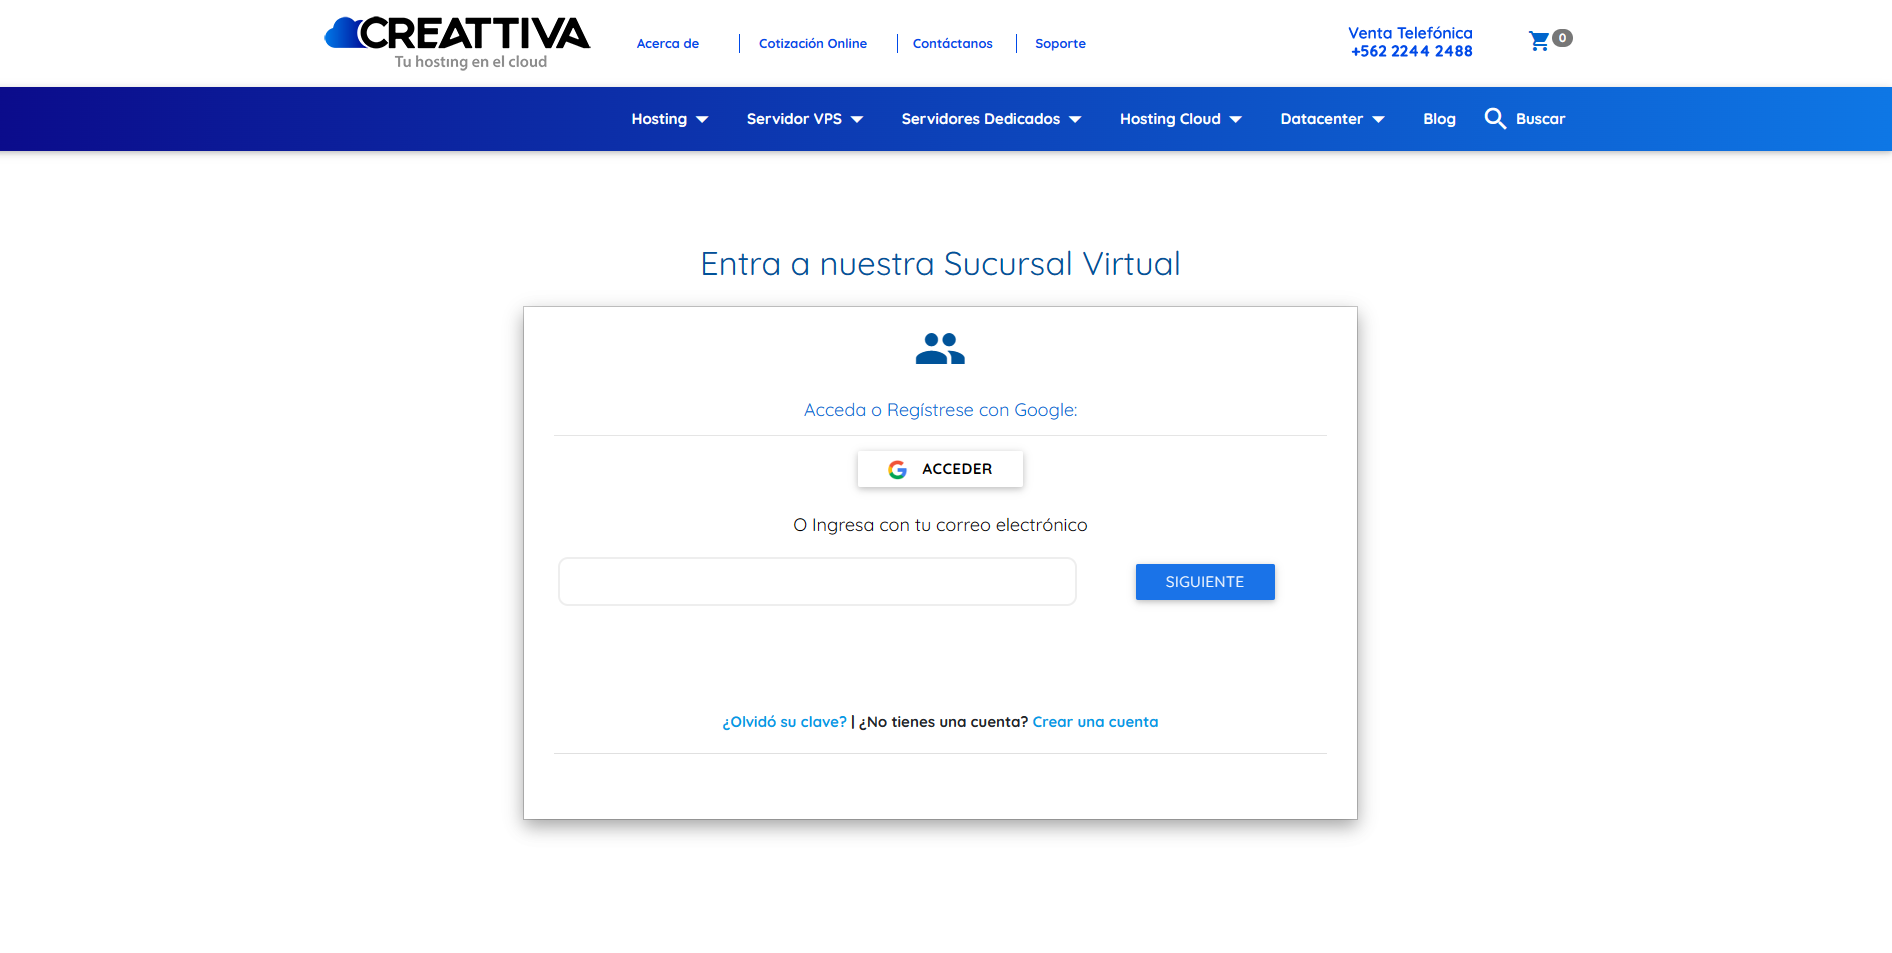 CREATTIVA
Tu hosting en el cloud
Acerca de
Cotización Online
Contáctanos
Soporte
Venta Telefónica
+562 2244 2488
0
Hosting
Servidor VPS
Servidores Dedicados
Hosting Cloud
Datacenter
Blog
Buscar
Entra a nuestra Sucursal Virtual
Acceda o Regístrese con Google:
ACCEDER
O Ingresa con tu correo electrónico
SIGUIENTE
¿Olvidó su clave? | ¿No tienes una cuenta? Crear una cuenta